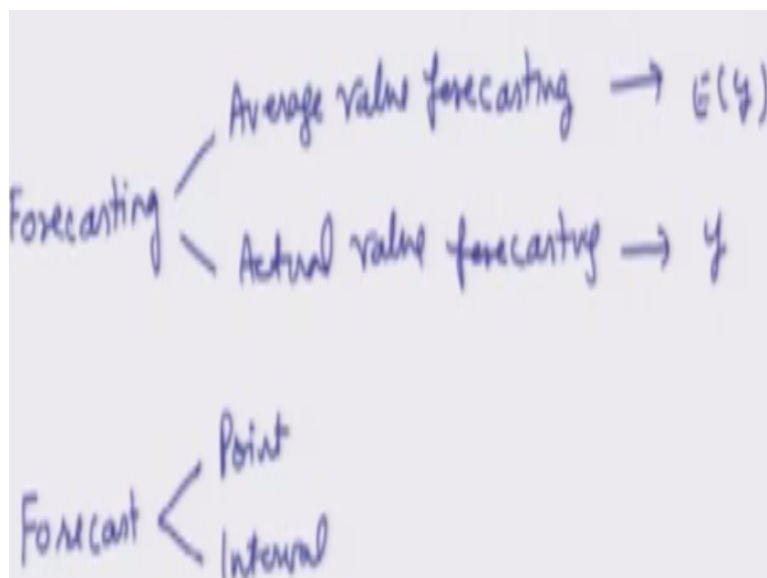 Average value forecasting → E(y)
Forecasting
Actual value forecasting → y
Point
Forecast
Interval